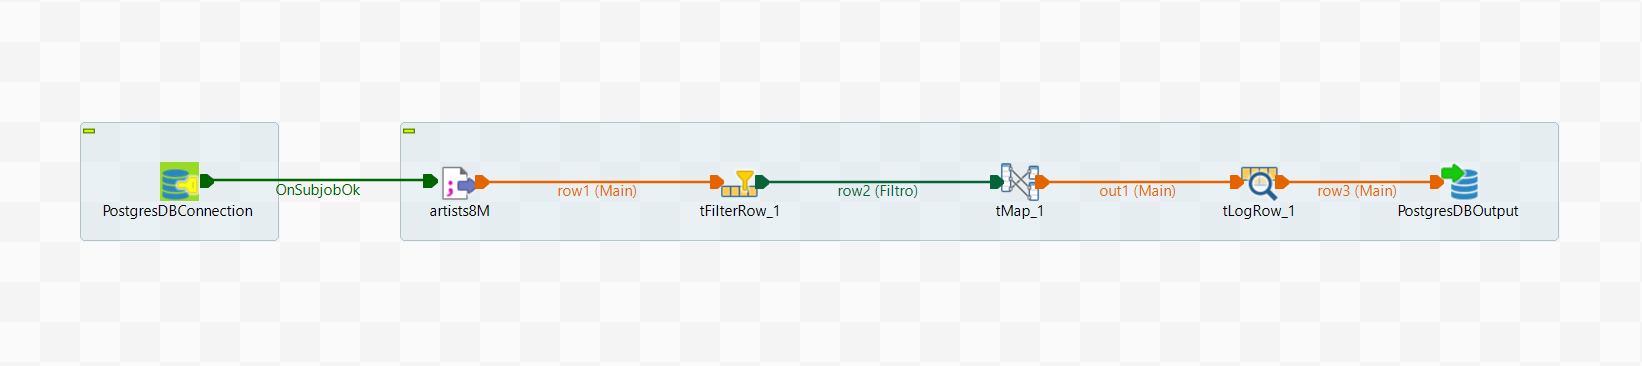 OnSubjobOk
row1 (Main)
row2 (Filtro)
out1 (Main)
row3 (Main)
PostgresDBConnection
artists8M
tFilterRow_1
tMap_1
tLogRow_1
PostgresDBOutput